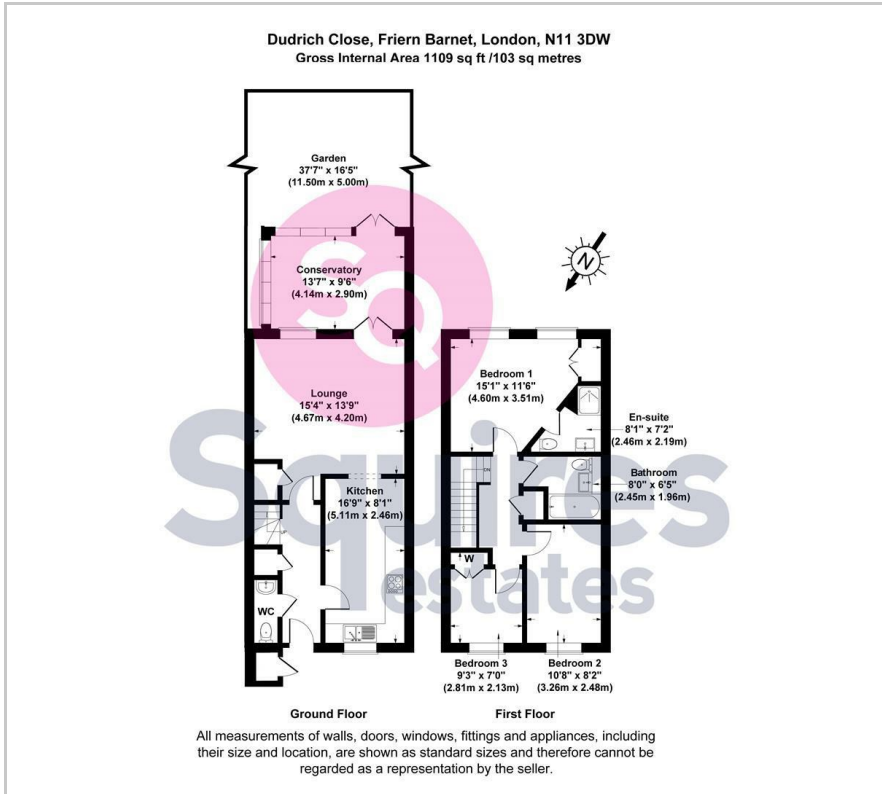 Dudrich Close, Friern Barnet, London, N11 3DW
Gross Internal Area 1109 sq ft /103 sq metres
Garden
37'7" x 16'5"
(11.50m x 5.00m)
SQ
Conservatory
13'7" x 9'6"
(4.14m x 2.90m)
N
Lounge
15'4" x 13'9"
(4.67m x 4.20m)
Bedroom 1
15'1" x 11'6"
(4.60m x 3.51m)
En-suite
8'1" x 7'2"
(2.46m x 2.19m)
Bathroom
8'0" x 6'5"
(2.45m x 1.96m)
DN
Kitchen
16'9" x 8'1"
(5.11m x 2.46m)
Squires
estates
W
WC
Bedroom 3
9'3" x 7'0"
(2.81m x 2.13m)
Bedroom 2
10'8" x 8'2"
(3.26m x 2.48m)
Ground Floor
First Floor
All measurements of walls, doors, windows, fittings and appliances, including
their size and location, are shown as standard sizes and therefore cannot be
regarded as a representation by the seller.